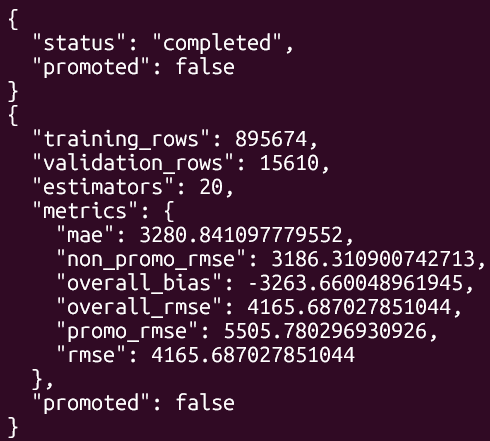 {
  "status": "completed",
  "promoted": false
}
{
  "training_rows": 895674,
  "validation_rows": 15610,
  "estimators": 20,
  "metrics": {
    "mae": 3280.841097779552,
    "non_promo_rmse": 3186.310900742713,
    "overall_bias": -3263.660048961945,
    "overall_rmse": 4165.687027851044,
    "promo_rmse": 5505.780296930926,
    "rmse": 4165.687027851044
  },
  "promoted": false
}